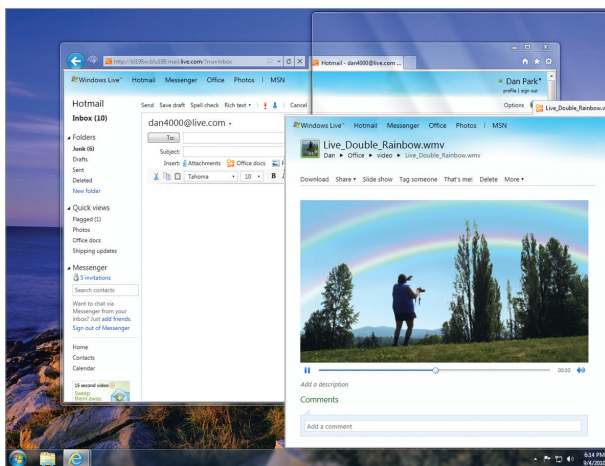 http://bl198w.blu198.mail.live.com/?rru=inbox
Hotmail - dan4000@live.com ...
Windows Live™ Hotmail Messenger Office Photos | MSN
Dan Park
profile | sign out
Hotmail
Inbox (10)
Folders
Junk (6)
Drafts
Sent
Deleted
New folder
Quick views
Flagged (1)
Photos
Office docs
Shipping updates
Messenger
5 invitations
Search contacts
Want to chat via
Messenger from your
inbox? Just add friends.
Sign out of Messenger
Home
Contacts
Calendar
15 second video
Sweep
them away.
Send Save draft Spell check Rich text | ! ↓ | Cancel
Options
dan4000@live.com
To:
Subject:
Insert: Attachments Office docs
Tahoma 10 B
Live_Double_Rainbow.w
Windows Live™ Hotmail Messenger Office Photos | MSN
Live_Double_Rainbow.wmv
Dan ► Office ► video ► Live_Double_Rainbow.wmv
Download Share Slide show Tag someone That's me! Delete More
00:30
Add a description
Comments
Add a comment
6:14 PM
9/4/201